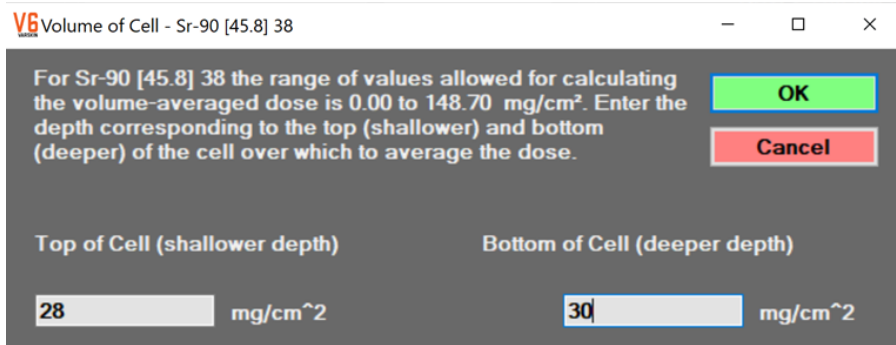 V6 VARSKIN Volume of Cell - Sr-90 [45.8] 38
For Sr-90 [45.8] 38 the range of values allowed for calculating
the volume-averaged dose is 0.00 to 148.70 mg/cm². Enter the
depth corresponding to the top (shallower) and bottom
(deeper) of the cell over which to average the dose.
OK
Cancel
Top of Cell (shallower depth) Bottom of Cell (deeper depth)
28 mg/cm^2 30 mg/cm^2